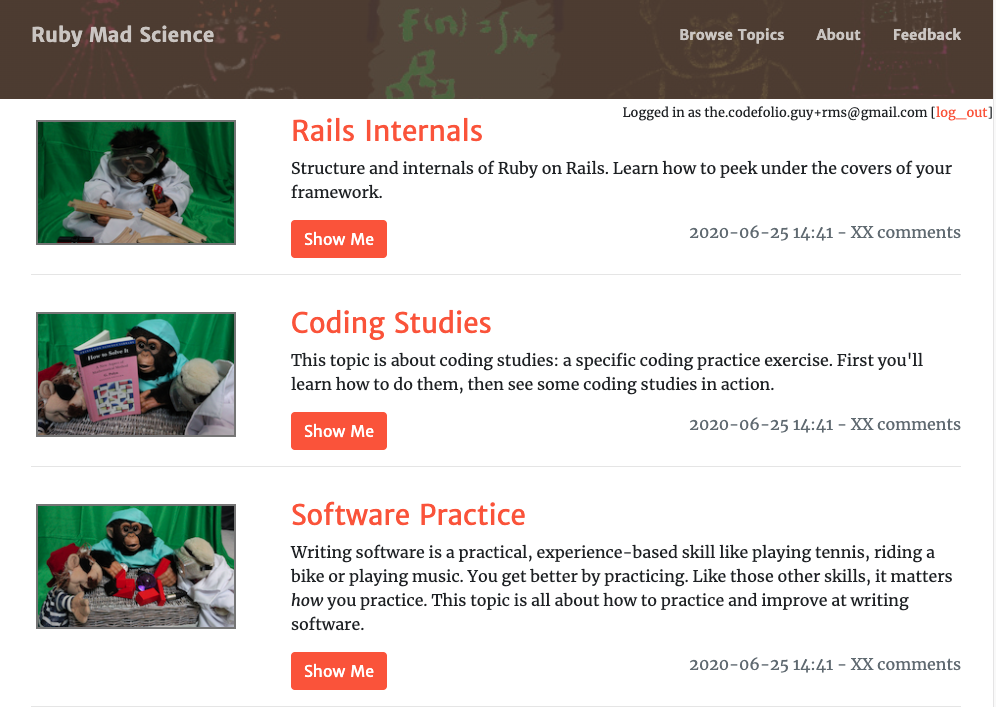 Ruby Mad Science
Browse Topics About Feedback
Logged in as the.codefolio.guy+rms@gmail.com [log_out]
Rails Internals
Structure and internals of Ruby on Rails. Learn how to peek under the covers of your
framework.
Show Me
2020-06-25 14:41 - XX comments
Coding Studies
This topic is about coding studies: a specific coding practice exercise. First you'll
learn how to do them, then see some coding studies in action.
How to Solve It
Show Me
2020-06-25 14:41 - XX comments
Software Practice
Writing software is a practical, experience-based skill like playing tennis, riding a
bike or playing music. You get better by practicing. Like those other skills, it matters
how you practice. This topic is all about how to practice and improve at writing
software.
Show Me
2020-06-25 14:41 - XX comments